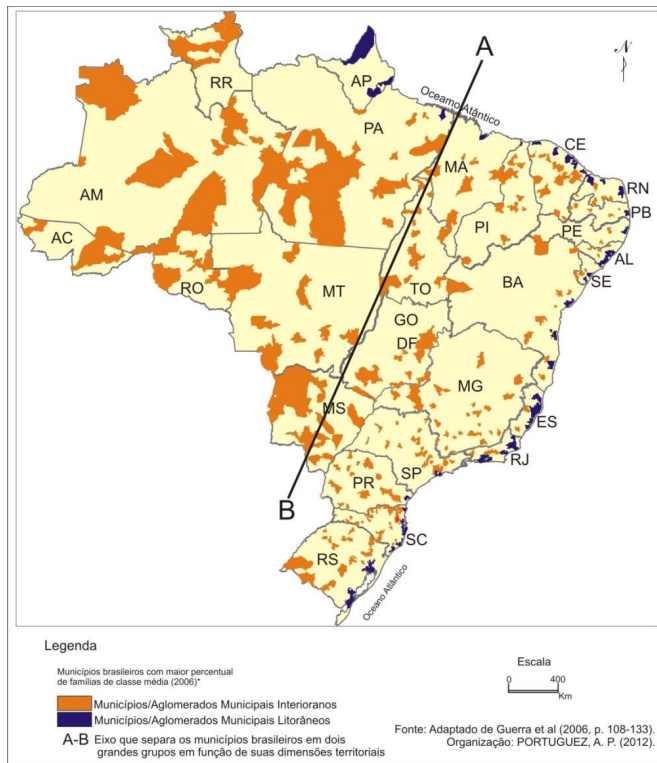 A
N
RR
AP
Oceamo Atlântico
PA
CE
MA
RN
AM
PB
PI
PE
AC
AL
TO
SE
RO
MT
BA
GO
DF
MG
MS
ES
SP
RJ
PR
B
SC
RS
Oceano Atlântico
Legenda
Municípios brasileiros com maior percentual
de famílias de classe média (2006)*
Municípios/Aglomerados Municipais Interioranos
Municípios/Aglomerados Municipais Litorâneos
A-B Eixo que separa os municípios brasileiros em dois
grandes grupos em função de suas dimensões territoriais
Escala
0 400
Km
Fonte: Adaptado de Guerra et al (2006, p. 108-133).
Organização: PORTUGUEZ, A. P. (2012).